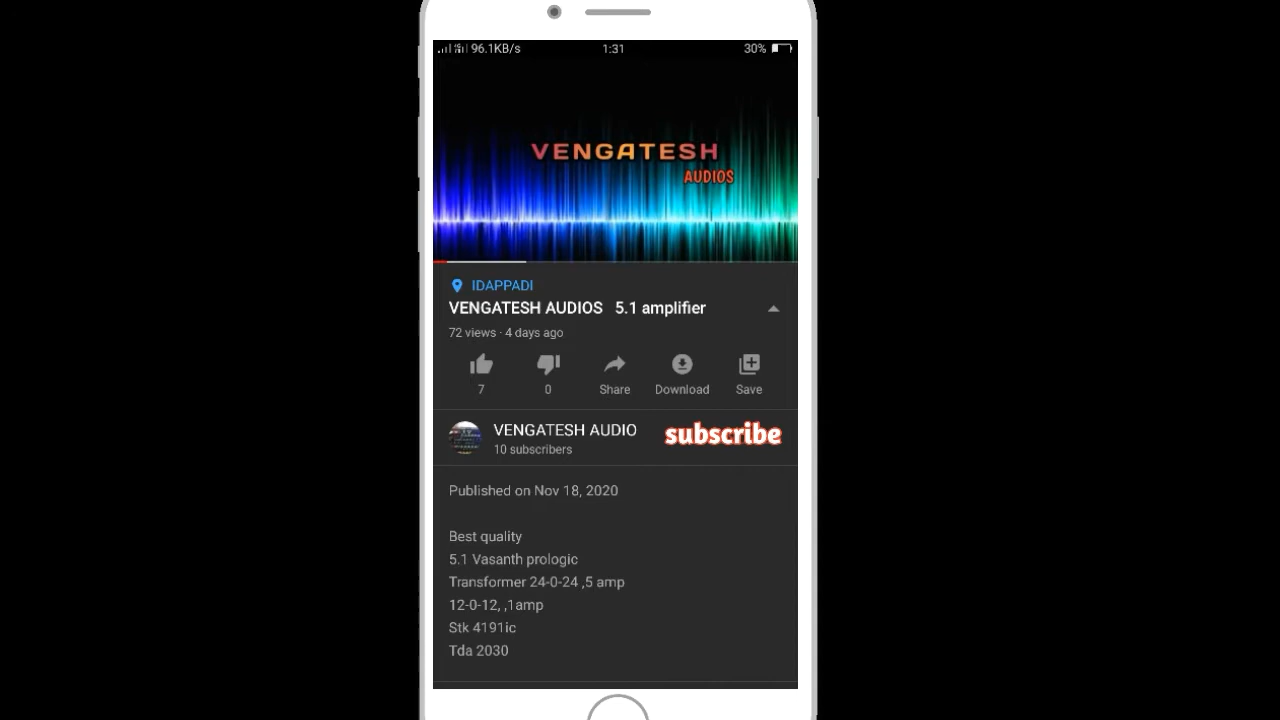 96.1KB/s 1:31 30%
VENGATESH
AUDIOS
IDAPPADI
VENGATESH AUDIOS 5.1 amplifier
72 views · 4 days ago
7 0 Share Download Save
VENGATESH AUDIO subscribe
10 subscribers
Published on Nov 18, 2020
Best quality
5.1 Vasanth prologic
Transformer 24-0-24 ,5 amp
12-0-12, ,1amp
Stk 4191ic
Tda 2030